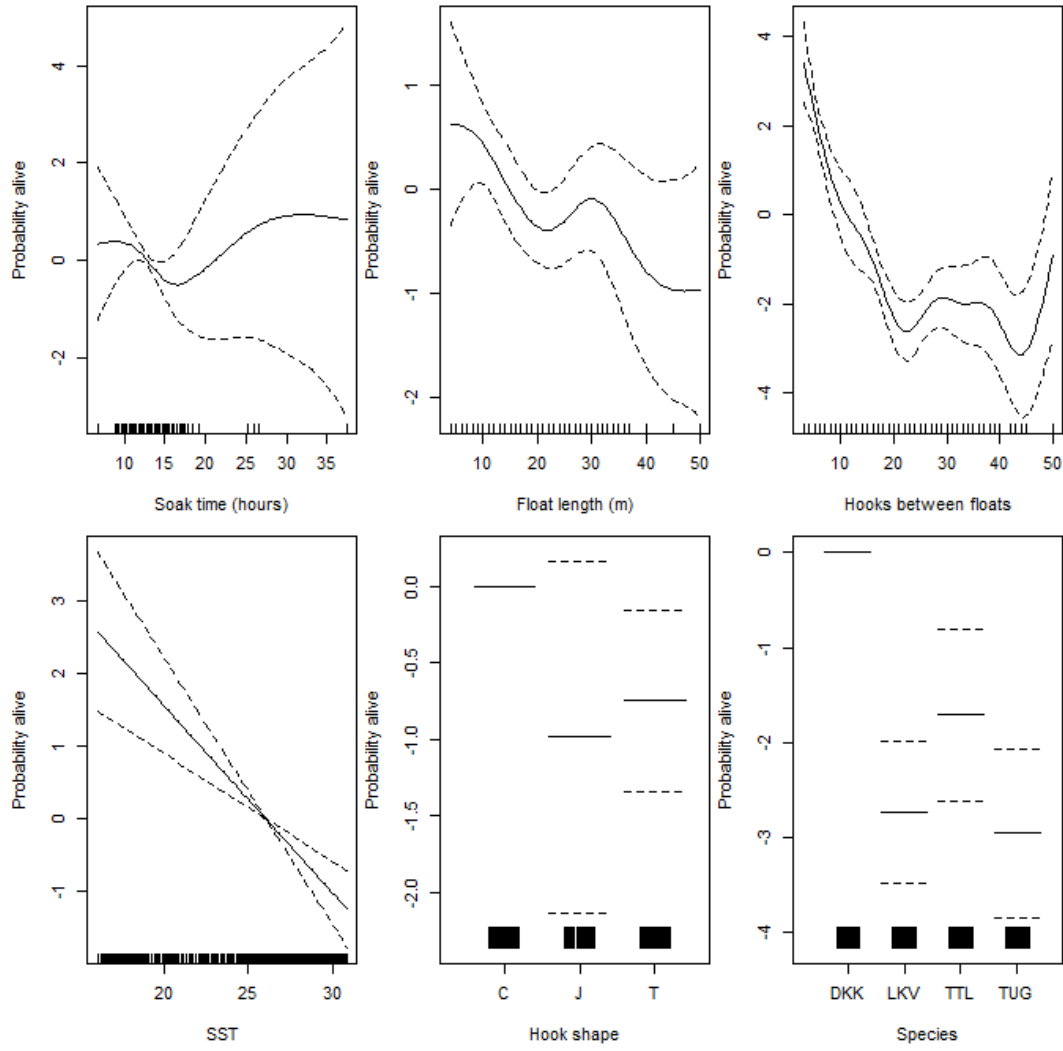 4
2
0
-2
Probability alive
10
15
20
25
30
35
Soak time (hours)
1
0
-1
-2
Probability alive
10
20
30
40
50
Float length (m)
4
2
0
-2
-4
Probability alive
10
20
30
40
50
Hooks between floats
3
2
1
0
-1
Probability alive
20
25
30
SST
0.0
-0.5
-1.0
-1.5
-2.0
Probability alive
C
J
T
Hook shape
0
-1
-2
-3
-4
Probability alive
DKK
LKV
TTL
TUG
Species